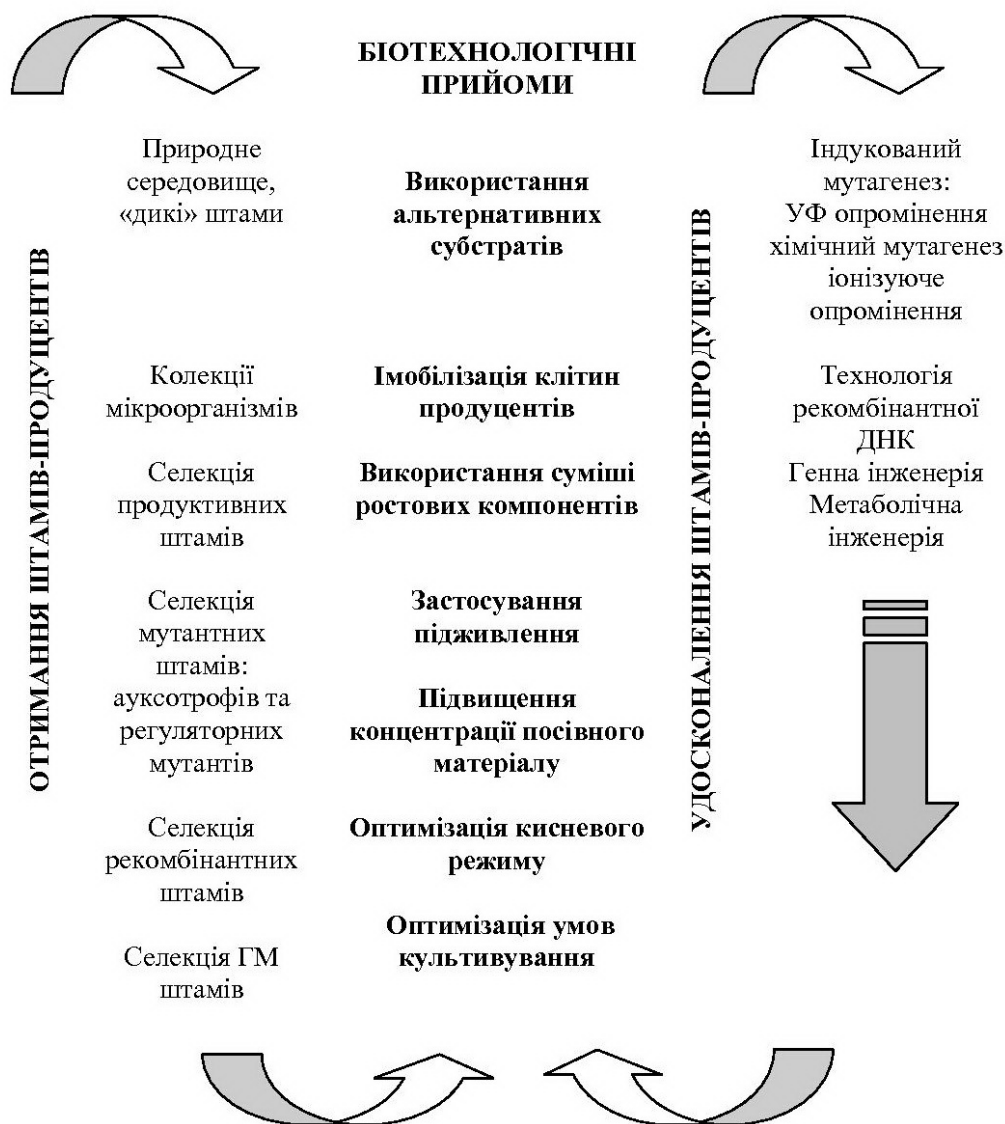 БІОТЕХНОЛОГІЧНІ
ПРИЙОМИ
ОТРИМАННЯ ШТАМІВ-ПРОДУЦЕНТІВ
Природне
середовище,
«дикі» штами
Колекції
мікроорганізмів
Селекція
продуктивних
штамів
Селекція
мутантних
штамів:
ауксотрофів та
регуляторних
мутантів
Селекція
рекомбінантних
штамів
Селекція ГМ
штамів
Використання
альтернативних
субстратів
Імобілізація клітин
продуцентів
Використання суміші
ростових компонентів
Застосування
підживлення
Підвищення
концентрації посівного
матеріалу
Оптимізація кисневого
режиму
Оптимізація умов
культивування
УДОСКОНАЛЕННЯ ШТАМІВ-ПРОДУЦЕНТІВ
Індукований
мутагенез:
УФ опромінення
хімічний мутагенез
іонізуюче
опромінення
Технологія
рекомбінантної
ДНК
Генна інженерія
Метаболічна
інженерія